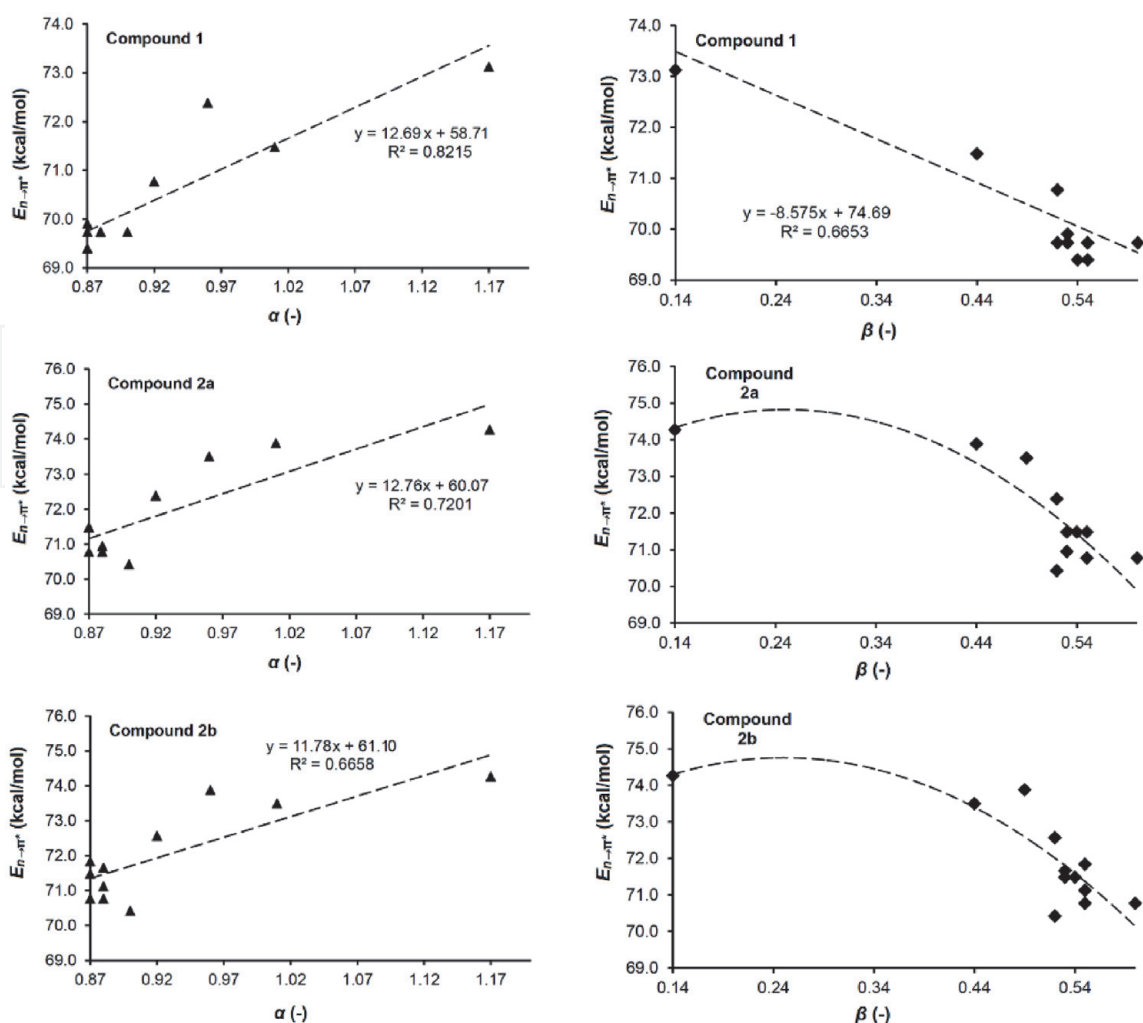 74.0
73.0
72.0
71.0
70.0
69.0
Compound 1
y = 12.69x + 58.71
R² = 0.8215
0.87 0.92 0.97 1.02 1.07 1.12 1.17
α (-)
En→π* (kcal/mol)
74.0
73.0
72.0
71.0
70.0
69.0
Compound 1
y = -8.575x + 74.69
R² = 0.6653
0.14 0.24 0.34 0.44 0.54
β (-)
En→π* (kcal/mol)
76.0
75.0
74.0
73.0
72.0
71.0
70.0
69.0
Compound 2a
y = 12.76x + 60.07
R² = 0.7201
0.87 0.92 0.97 1.02 1.07 1.12 1.17
α (-)
En→π* (kcal/mol)
76.0
75.0
74.0
73.0
72.0
71.0
70.0
69.0
Compound
2a
0.14 0.24 0.34 0.44 0.54
β (-)
En→π* (kcal/mol)
76.0
75.0
74.0
73.0
72.0
71.0
70.0
69.0
Compound 2b
y = 11.78x + 61.10
R² = 0.6658
0.87 0.92 0.97 1.02 1.07 1.12 1.17
α (-)
En→π* (kcal/mol)
76.0
75.0
74.0
73.0
72.0
71.0
70.0
69.0
Compound
2b
0.14 0.24 0.34 0.44 0.54
β (-)
En→π* (kcal/mol)